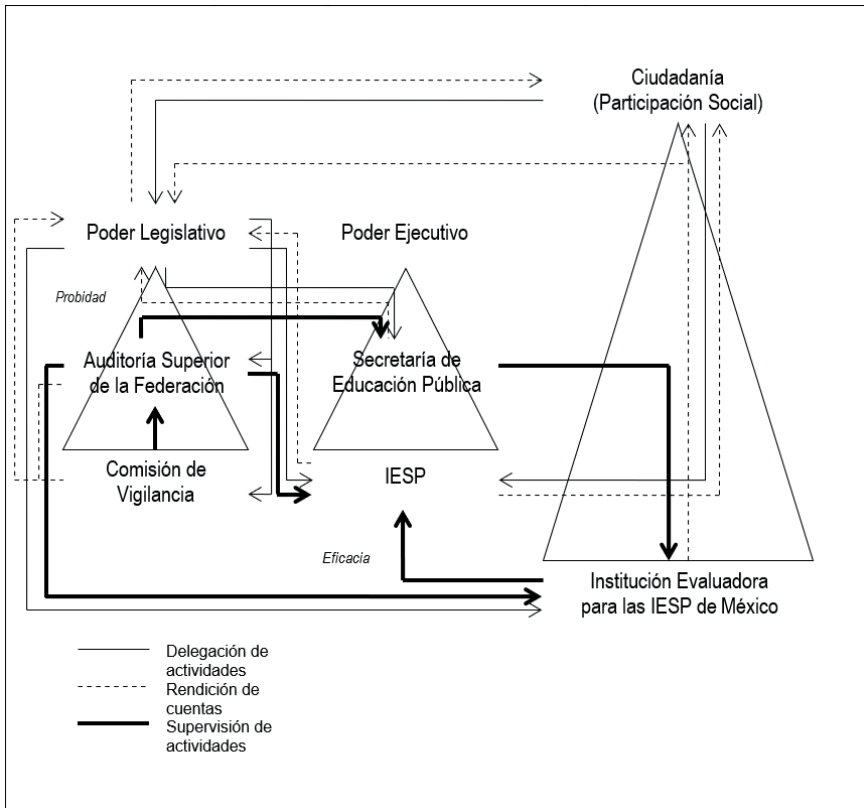 Ciudadanía
(Participación Social)
Poder Legislativo
Poder Ejecutivo
Probidad
Auditoría Superior
de la Federación
Secretaría de
Educación Pública
Comisión de
Vigilancia
IESP
Eficacia
Institución Evaluadora
para las IESP de México
Delegación de
actividades
Rendición de
cuentas
Supervisión de
actividades